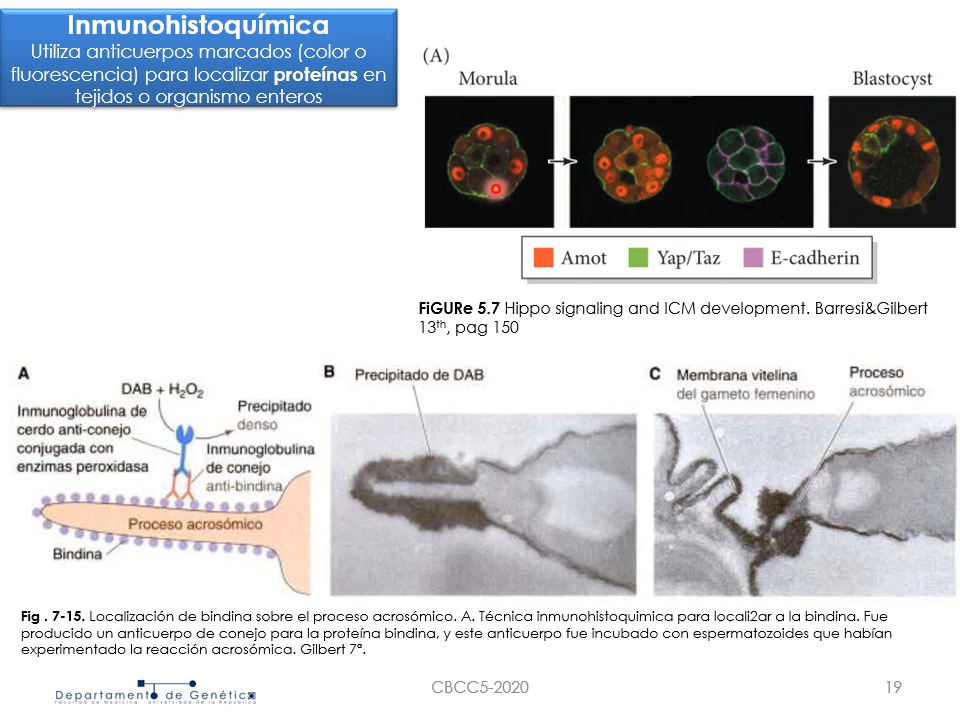 Inmunohistoquímica
Utiliza anticuerpos marcados (color o
fluorescencia) para localizar proteínas en
tejidos o organismo enteros
(A)
Morula
Blastocyst
Amot
Yap/Taz
E-cadherin
FiGURe 5.7 Hippo signaling and ICM development. Barresi&Gilbert
13th, pag 150
A
DAB + H₂O₂
Inmunoglobulina de
cerdo anti-conejo
conjugada con
enzimas peroxidasa
Precipitado
denso
Inmunoglobulina
de conejo
anti-bindina
Proceso acrosómico
Bindina
B
Precipitado de DAB
C
Membrana vitelina
del gameto femenino
Proceso
acrosómico
Fig . 7-15. Localización de bindina sobre el proceso acrosómico. A. Técnica inmunohistoquimica para locali2ar a la bindina. Fue
producido un anticuerpo de conejo para la proteína bindina, y este anticuerpo fue incubado con espermatozoides que habían
experimentado la reacción acrosómica. Gilbert 7ª.
Departamento de Genética
Facultad de Medicina Universidad de la República
CBCC5-2020
19